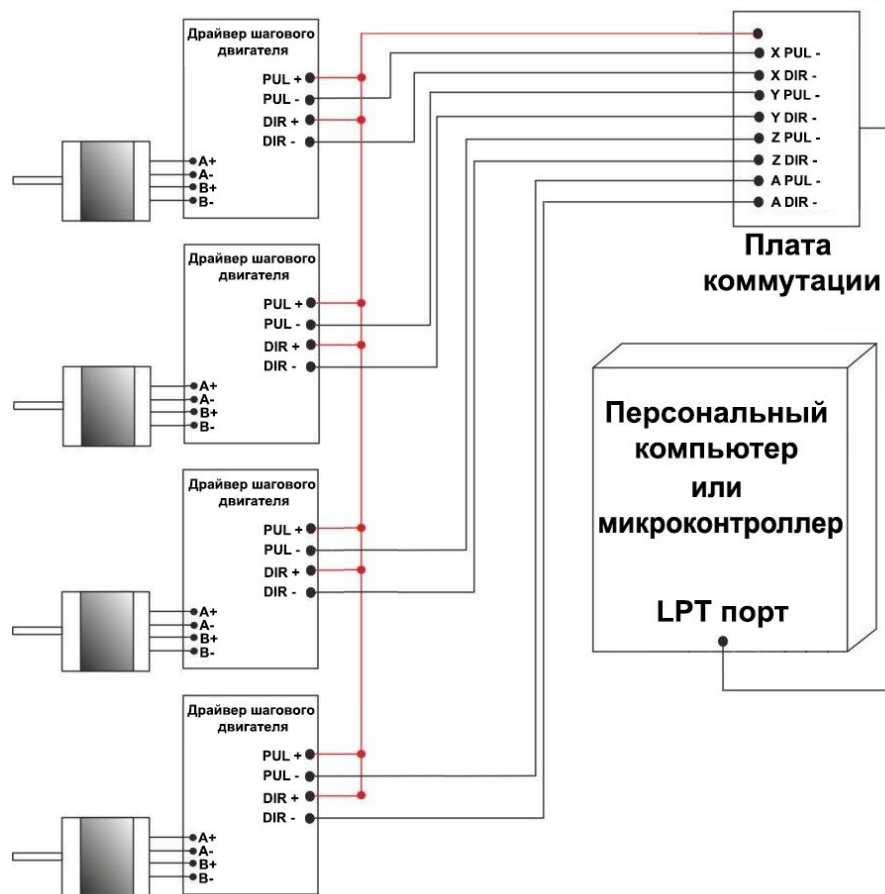 Драйвер шагового
двигателя
PUL +
PUL -
DIR +
DIR -
A+
A-
B+
B-
Драйвер шагового
двигателя
PUL +
PUL -
DIR +
DIR -
A+
A-
B+
B-
Драйвер шагового
двигателя
PUL +
PUL -
DIR +
DIR -
A+
A-
B+
B-
Драйвер шагового
двигателя
PUL +
PUL -
DIR +
DIR -
A+
A-
B+
B-
X PUL -
X DIR -
Y PUL -
Y DIR -
Z PUL -
Z DIR -
A PUL -
A DIR -
Плата
коммутации
Персональный
компьютер
или
микроконтроллер
LPT порт